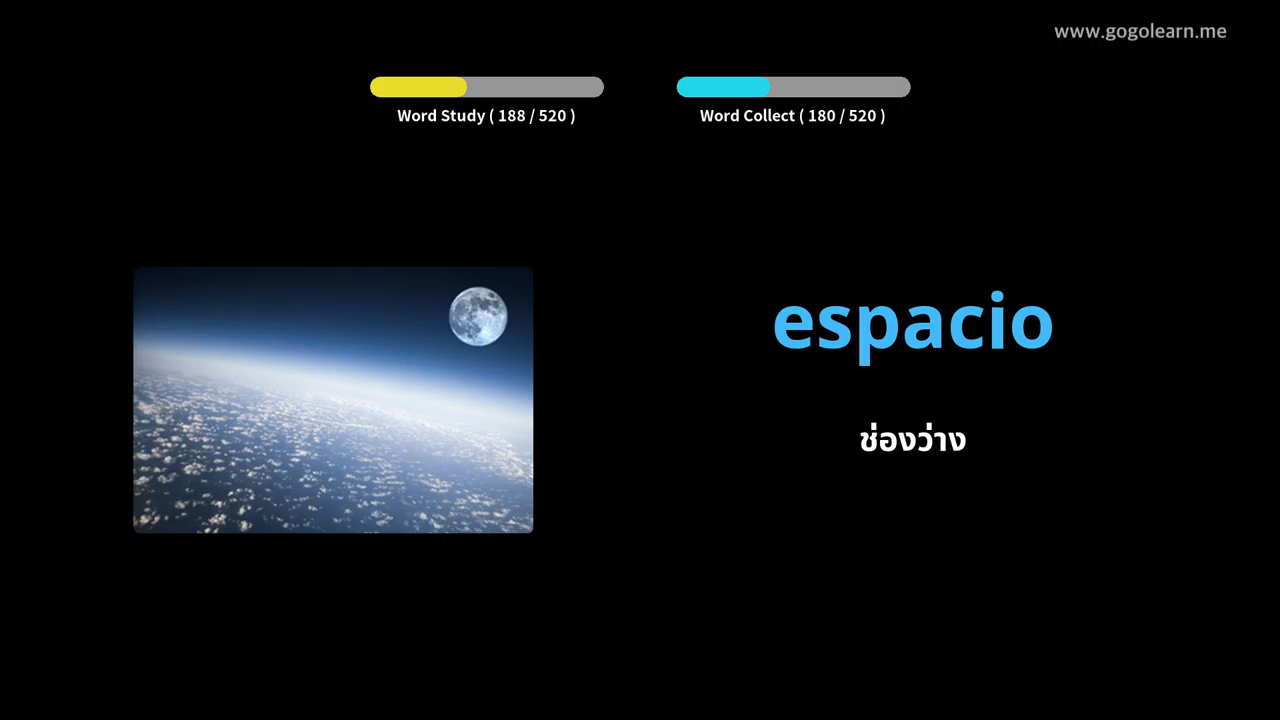 www.gogolearn.me
Word Study ( 188 / 520 )
Word Collect ( 180 / 520 )
espacio
ช่องว่าง